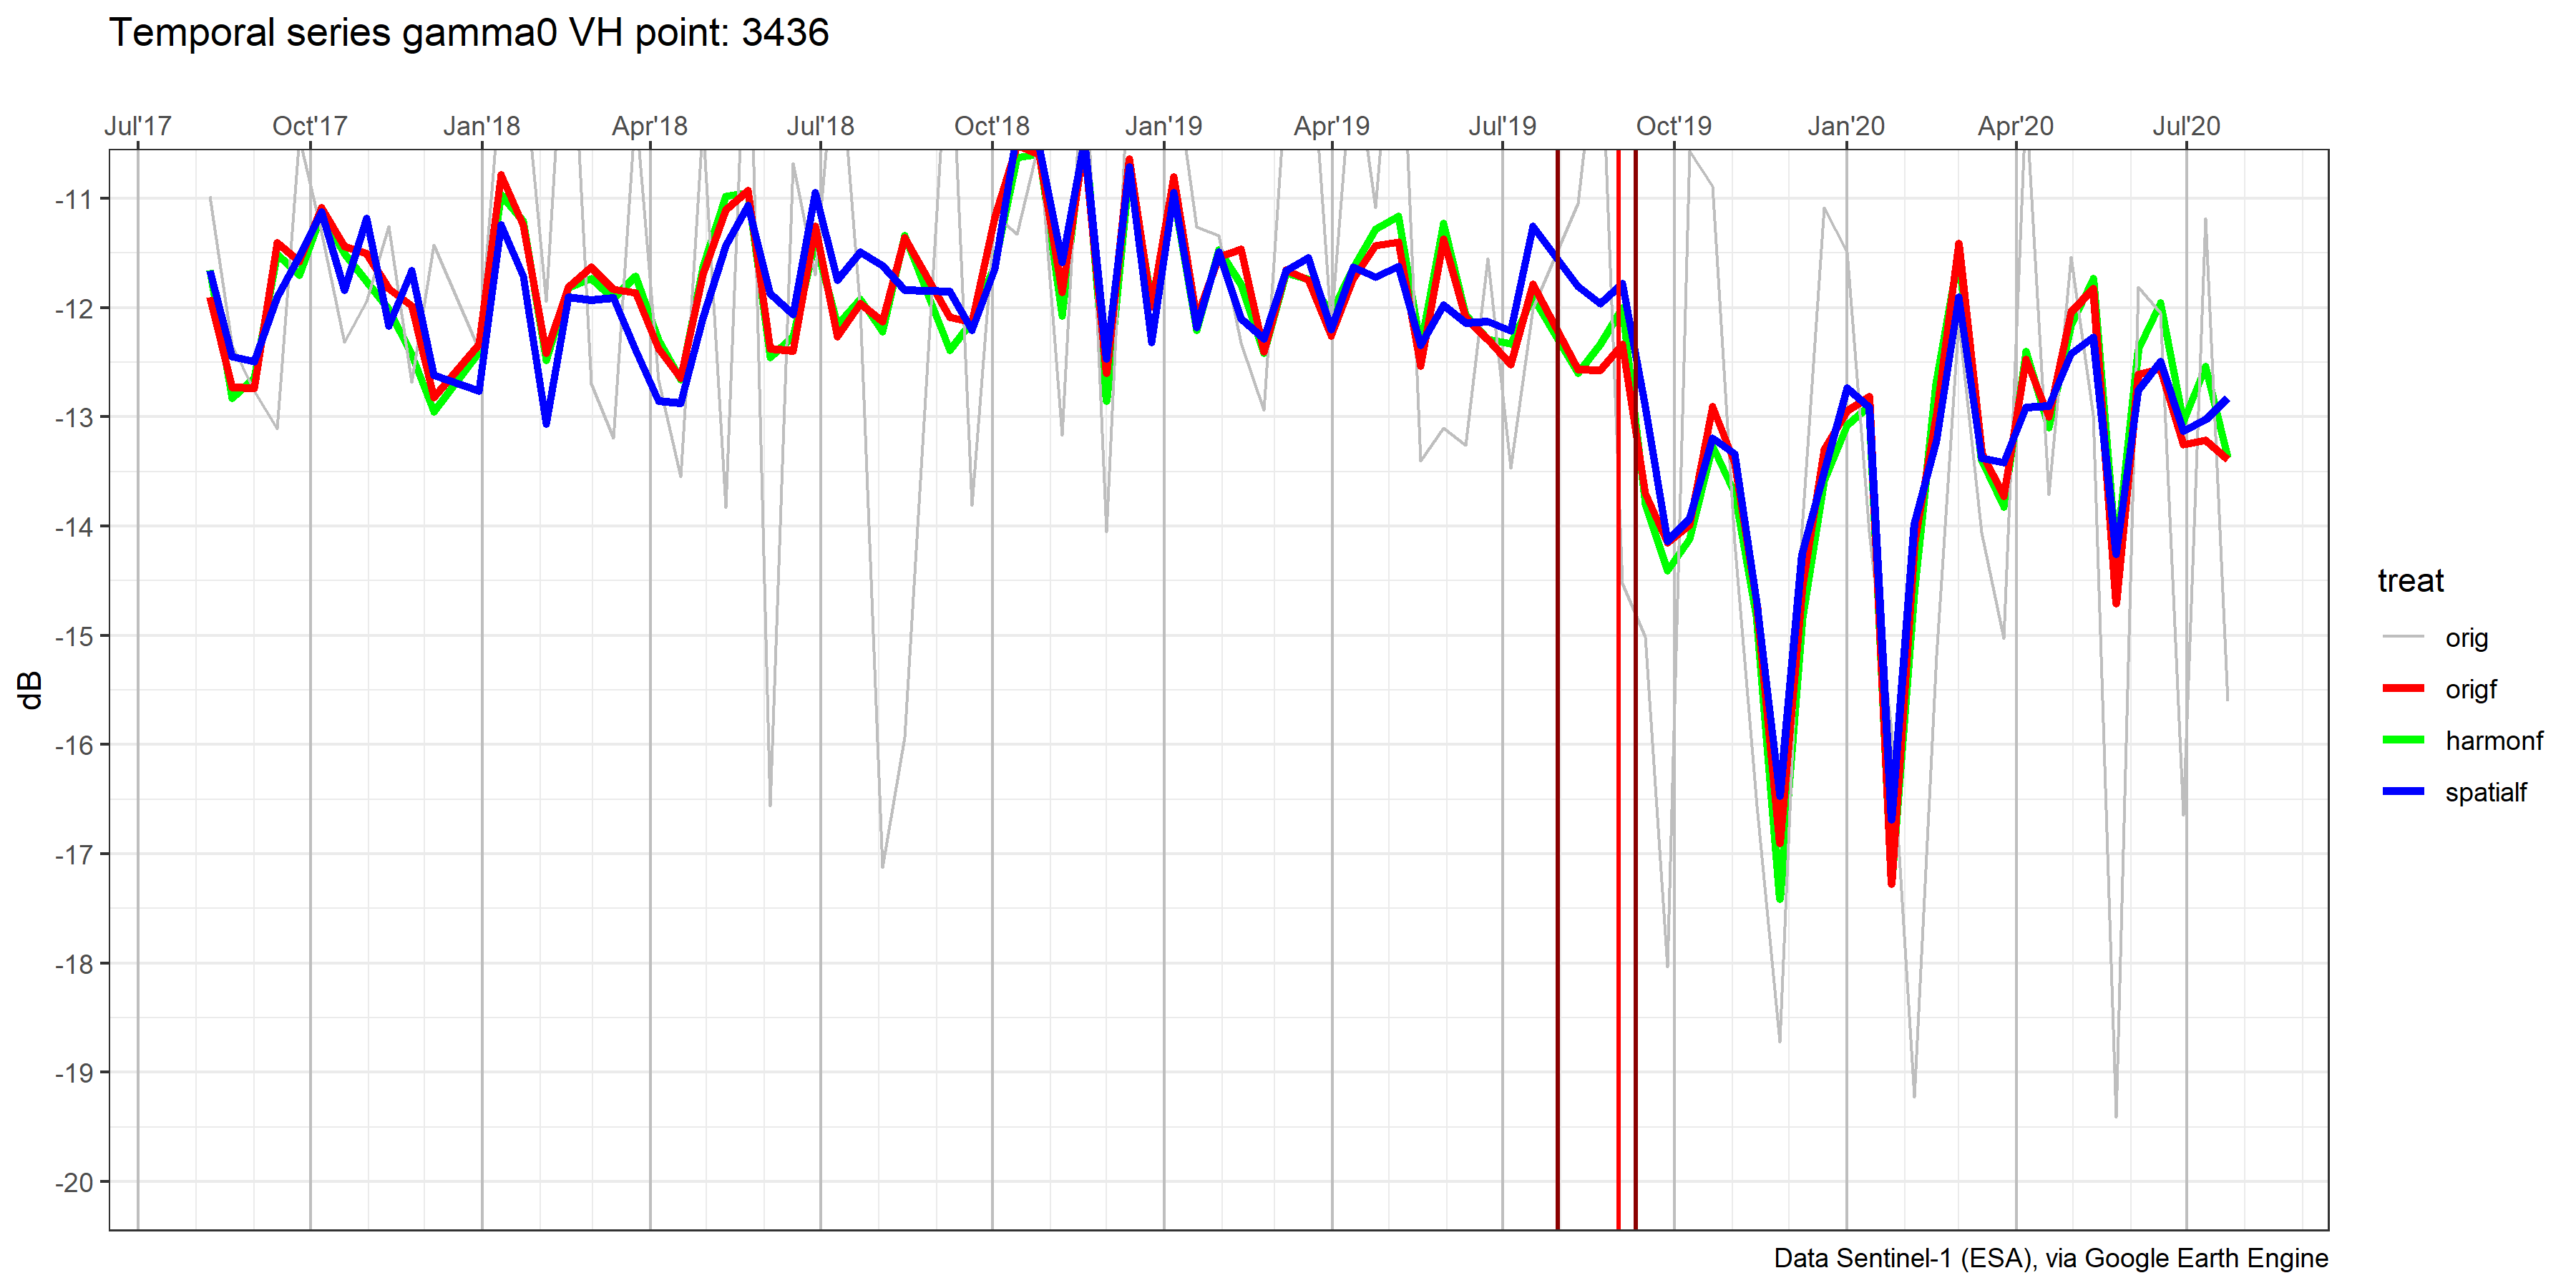 Temporal series gamma0 VH point: 3436
Jul'17 Oct'17 Jan'18 Apr'18 Jul'18 Oct'18 Jan'19 Apr'19 Jul'19 Oct'19 Jan'20 Apr'20 Jul'20
-11
-12
-13
-14
-15
-16
-17
-18
-19
-20
dB
treat
orig
origf
harmonf
spatialf
Data Sentinel-1 (ESA), via Google Earth Engine